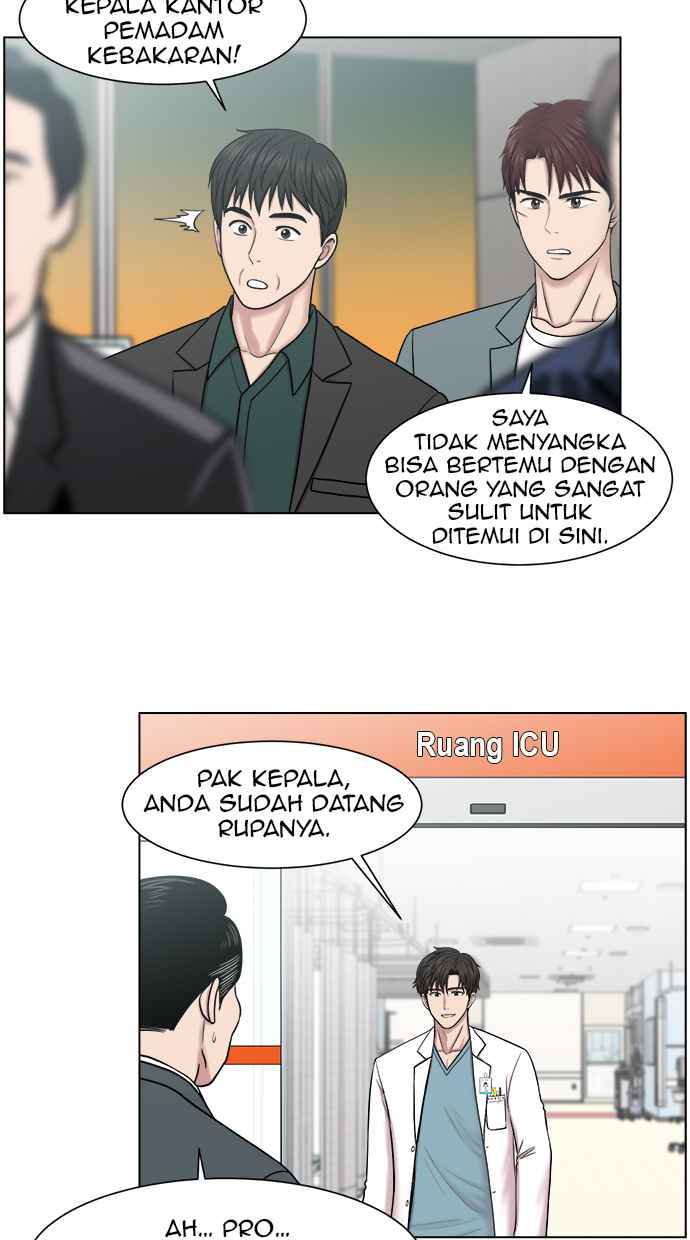 KEPALA KANTOR
PEMADAM
KEBAKARAN!
SAYA
TIDAK MENYANGKA
BISA BERTEMU DENGAN
ORANG YANG SANGAT
SULIT UNTUK
DITEMUI DI SINI.
Ruang ICU
PAK KEPALA,
ANDA SUDAH DATANG
RUPANYA.
AH... PRO...